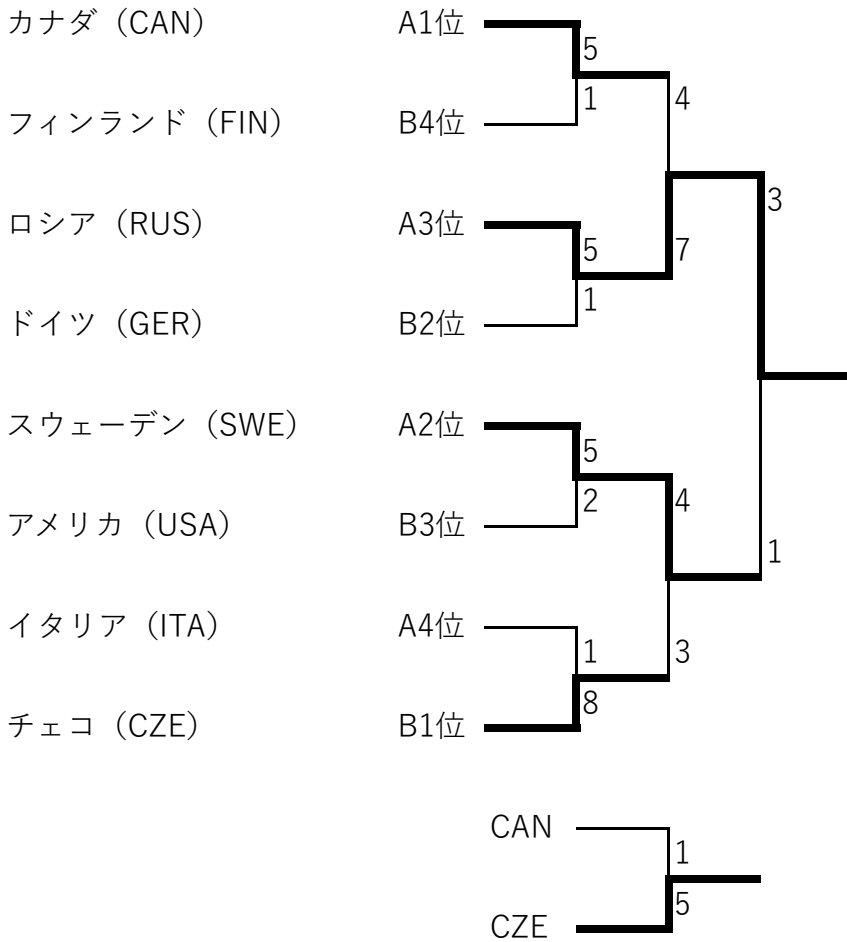 カナダ（CAN） A1位
5
1
4
フィンランド（FIN） B4位
3
ロシア（RUS） A3位
5
7
1
ドイツ（GER） B2位
スウェーデン（SWE） A2位
5
2
4
アメリカ（USA） B3位
1
イタリア（ITA） A4位
1
3
8
チェコ（CZE） B1位
CAN
1
5
CZE